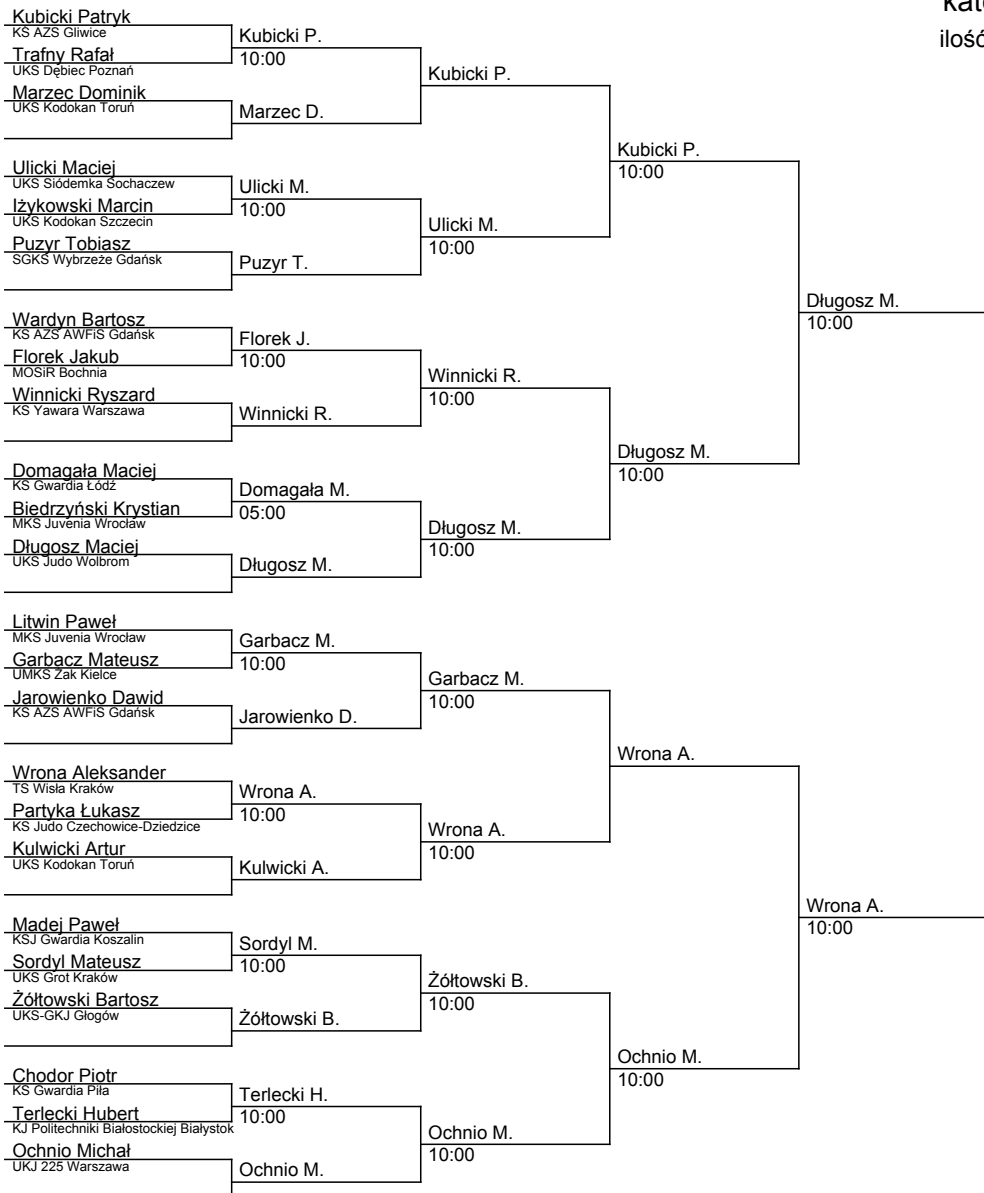 kat
ilość
Kubicki Patryk
KS AZS Gliwice
Trafny Rafał
UKS Dębiec Poznań
Marzec Dominik
UKS Kodokan Toruń
Ulicki Maciej
UKS Siódemka Sochaczew
Iżykowski Marcin
UKS Kodokan Szczecin
Puzyr Tobiasz
SGKS Wybrzeże Gdańsk
Wardyn Bartosz
KS AZS AWFiS Gdańsk
Florek Jakub
MOSiR Bochnia
Winnicki Ryszard
KS Yawara Warszawa
Domagała Maciej
KS Gwardia Łódź
Biedrzyński Krystian
MKS Juvenia Wrocław
Długosz Maciej
UKS Judo Wolbrom
Litwin Paweł
MKS Juvenia Wrocław
Garbacz Mateusz
UMKS Żak Kielce
Jarowienko Dawid
KS AZS AWFiS Gdańsk
Wrona Aleksander
TS Wisła Kraków
Partyka Łukasz
KS Judo Czechowice-Dziedzice
Kulwicki Artur
UKS Kodokan Toruń
Madej Paweł
KSJ Gwardia Koszalin
Sordyl Mateusz
UKS Grot Kraków
Żółtowski Bartosz
UKS-GKJ Głogów
Chodor Piotr
KS Gwardia Piła
Terlecki Hubert
KJ Politechniki Białostockiej Białystok
Ochnio Michał
UKJ 225 Warszawa
Kubicki P.
10:00
Marzec D.
Ulicki M.
10:00
Puzyr T.
Florek J.
10:00
Winnicki R.
Domagała M.
05:00
Długosz M.
Garbacz M.
10:00
Jarowienko D.
Wrona A.
10:00
Kulwicki A.
Sordyl M.
10:00
Żółtowski B.
Terlecki H.
10:00
Ochnio M.
Kubicki P.
Ulicki M.
10:00
Winnicki R.
10:00
Długosz M.
10:00
Garbacz M.
10:00
Wrona A.
10:00
Żółtowski B.
10:00
Ochnio M.
10:00
Kubicki P.
10:00
Długosz M.
10:00
Wrona A.
Ochnio M.
10:00
Długosz M.
10:00
Wrona A.
10:00